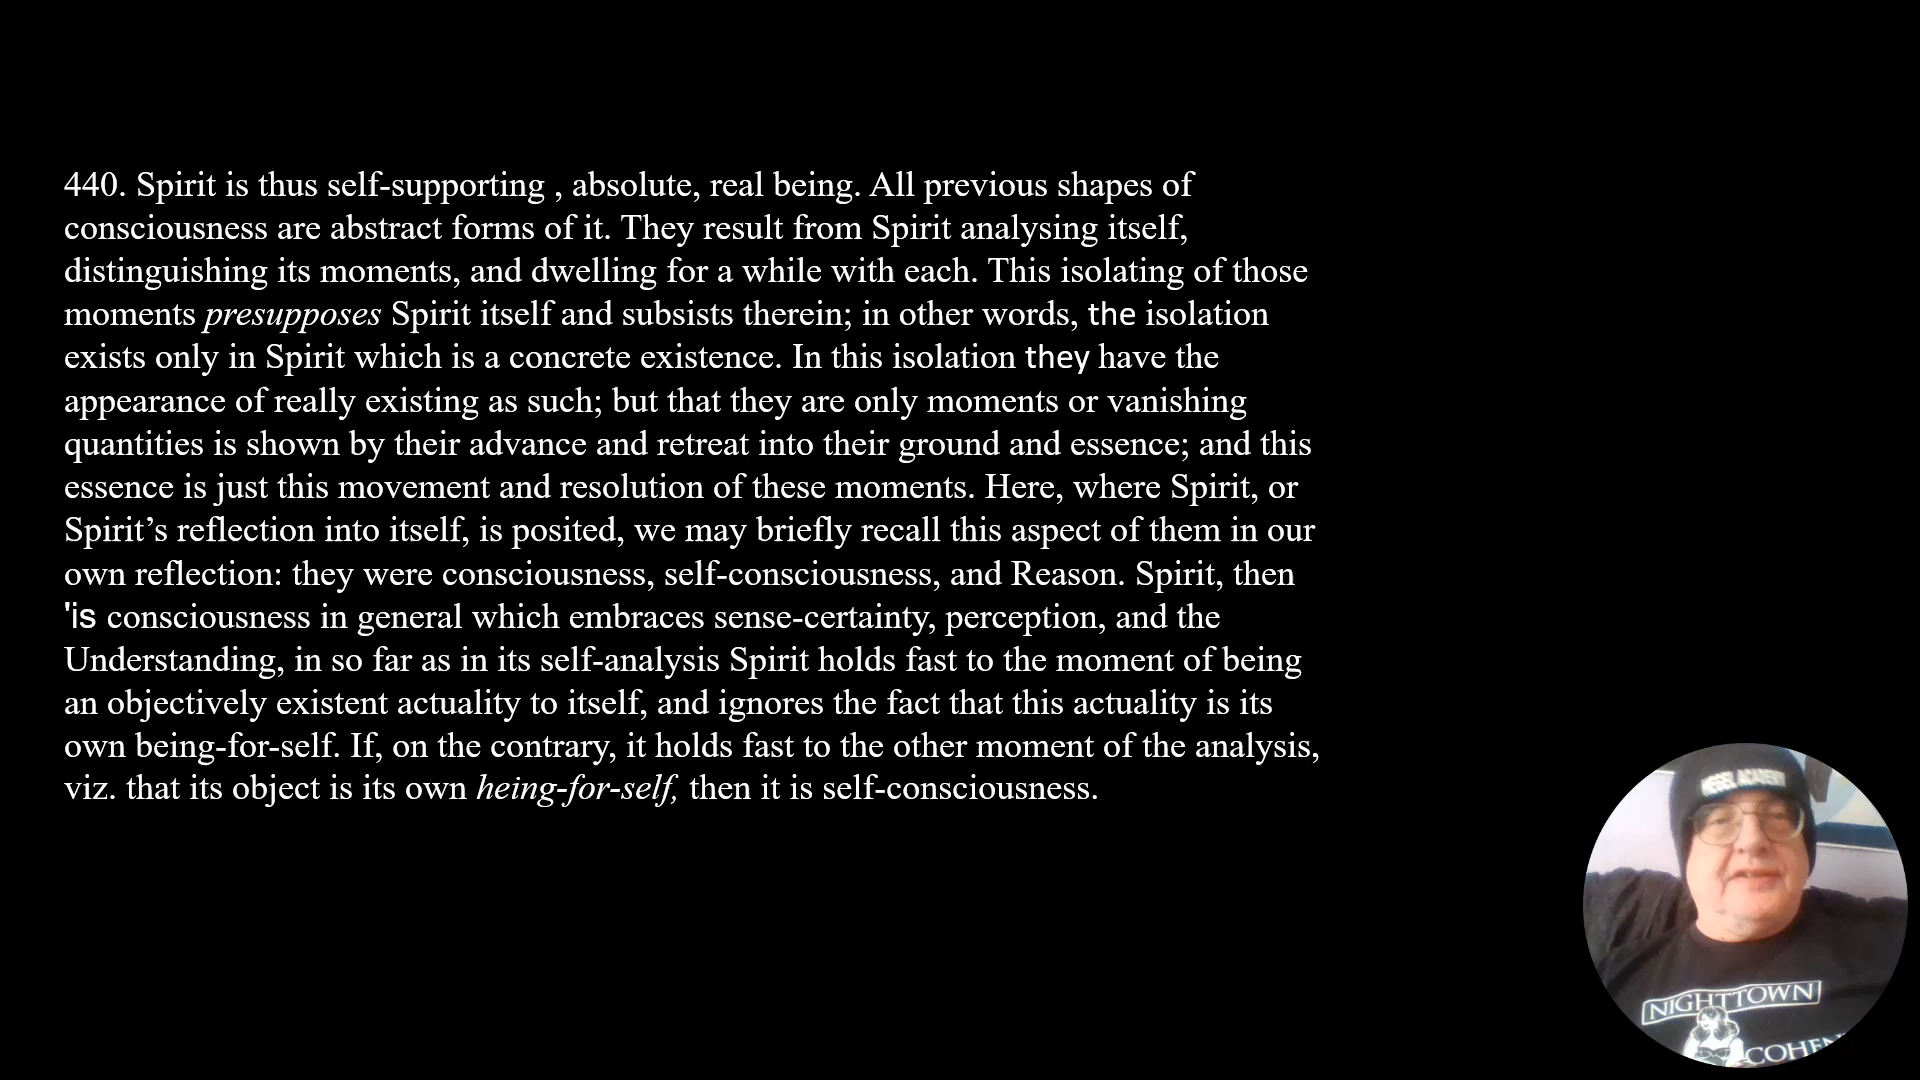 440. Spirit is thus self-supporting , absolute, real being. All previous shapes of
consciousness are abstract forms of it. They result from Spirit analysing itself,
distinguishing its moments, and dwelling for a while with each. This isolating of those
moments presupposes Spirit itself and subsists therein; in other words, the isolation
exists only in Spirit which is a concrete existence. In this isolation they have the
appearance of really existing as such; but that they are only moments or vanishing
quantities is shown by their advance and retreat into their ground and essence; and this
essence is just this movement and resolution of these moments. Here, where Spirit, or
Spirit’s reflection into itself, is posited, we may briefly recall this aspect of them in our
own reflection: they were consciousness, self-consciousness, and Reason. Spirit, then
'is consciousness in general which embraces sense-certainty, perception, and the
Understanding, in so far as in its self-analysis Spirit holds fast to the moment of being
an objectively existent actuality to itself, and ignores the fact that this actuality is its
own being-for-self. If, on the contrary, it holds fast to the other moment of the analysis,
viz. that its object is its own heing-for-self, then it is self-consciousness.
ACADEMY
NIGHTTOWN
COHEN